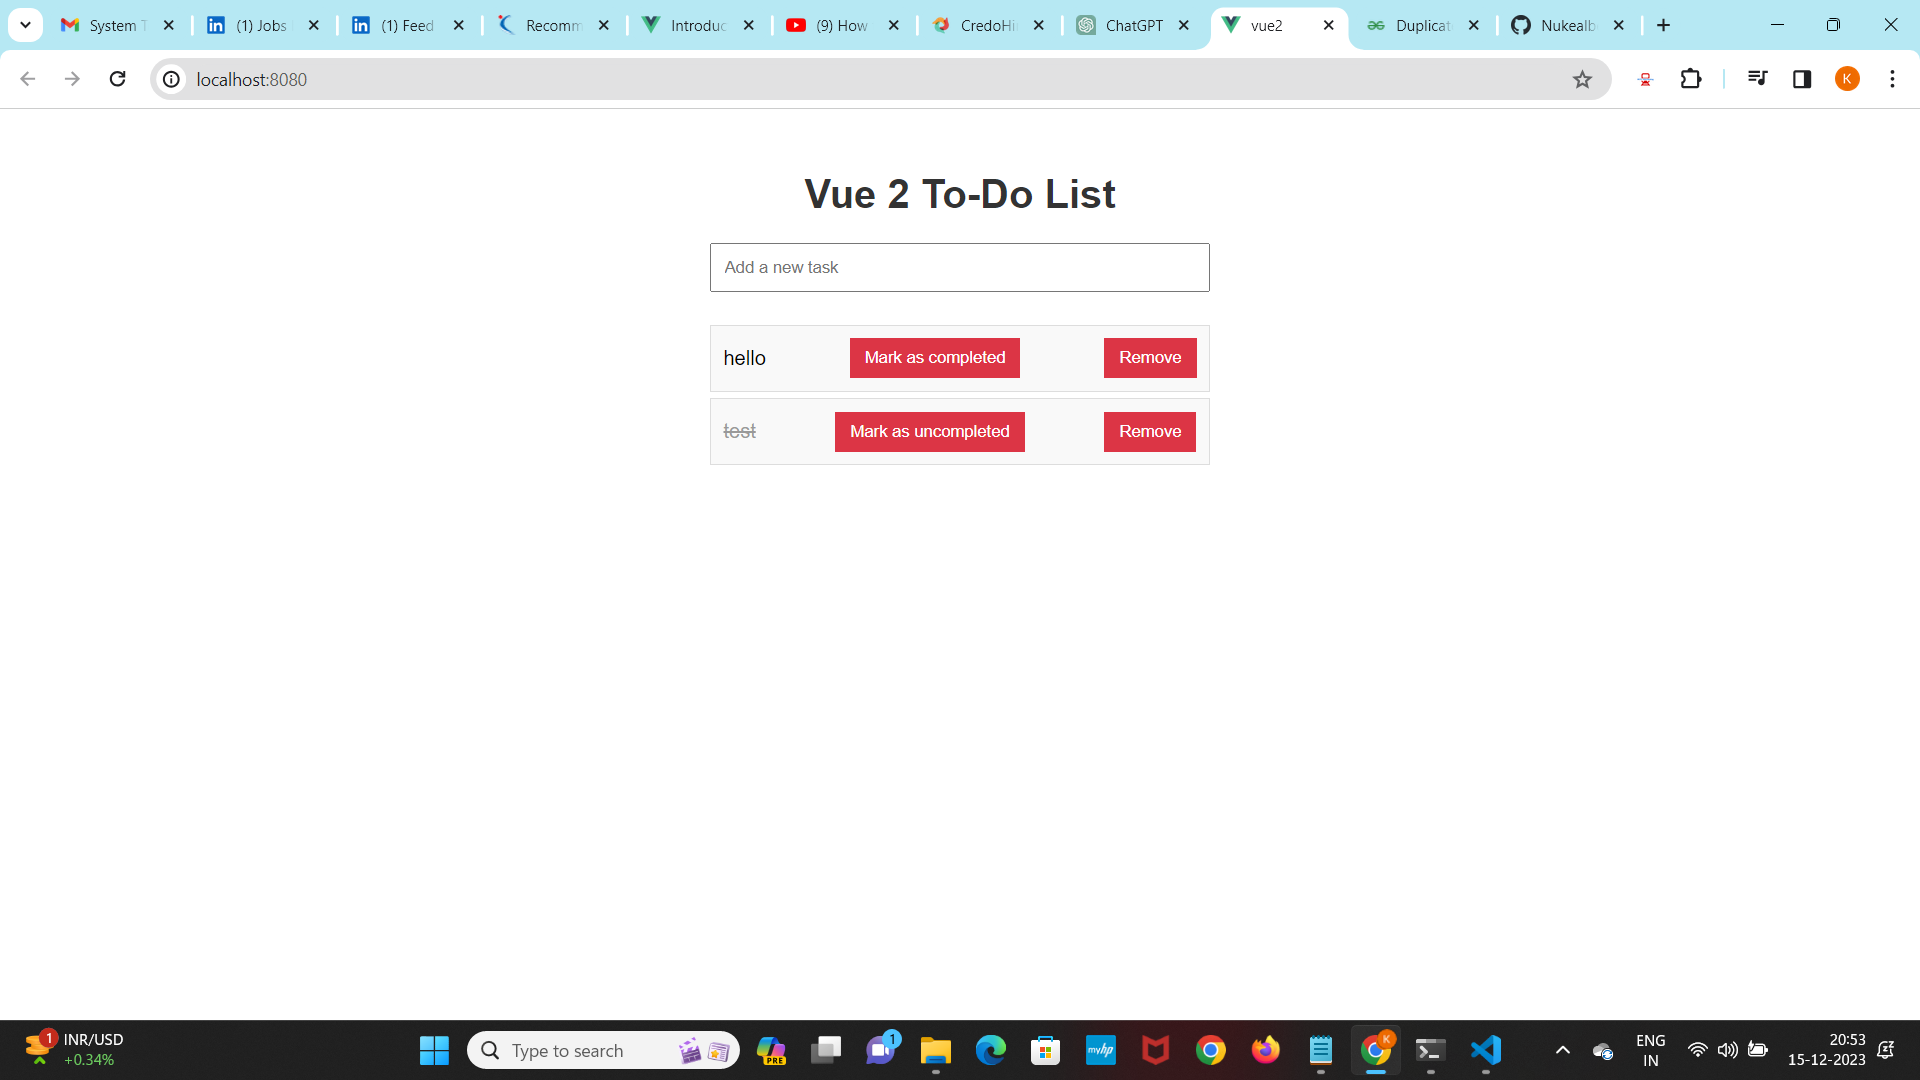 System T
(1) Jobs
(1) Feed
Recomm
Introduc
(9) How
CredoHi
ChatGPT
vue2
Duplicat
Nukealb
localhost:8080
K
Vue 2 To-Do List
Add a new task
hello Mark as completed Remove
test Mark as uncompleted Remove
1 INR/USD
+0.34%
Type to search
PRE
1
myhp
K
ENG
IN
20:53
15-12-2023